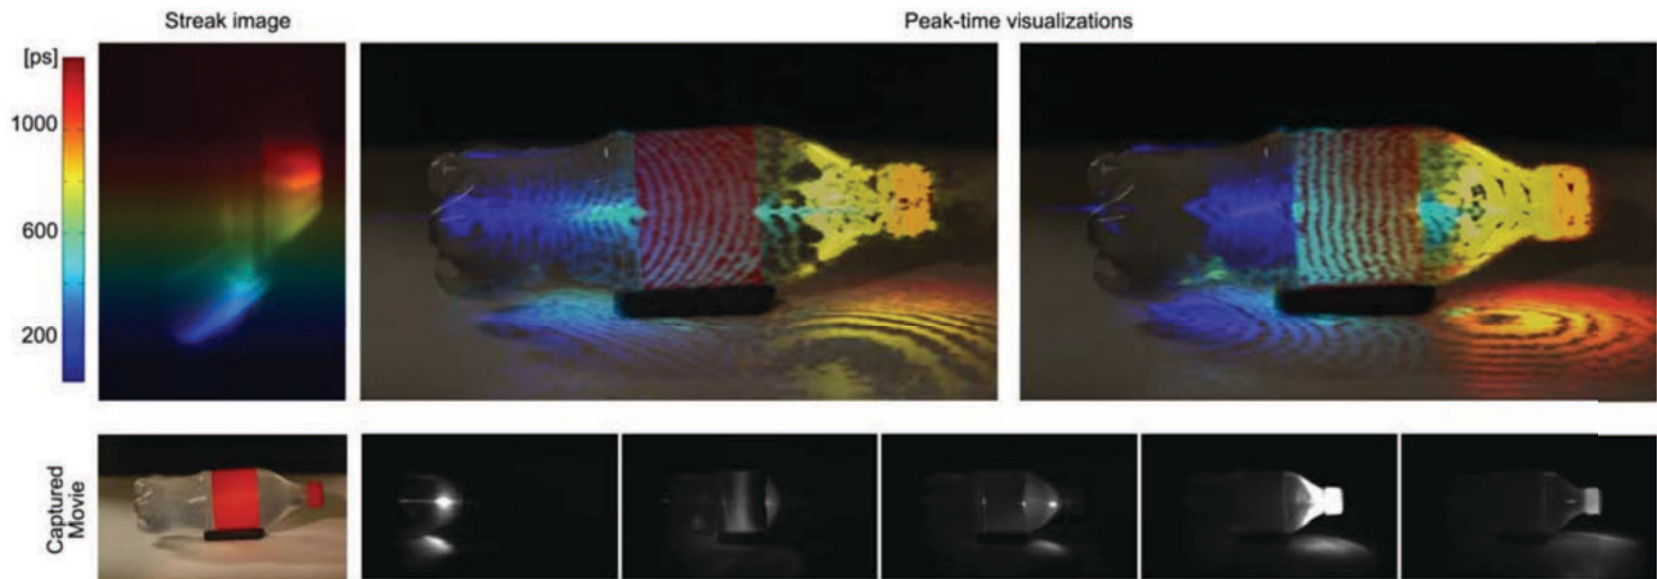 Streak image
Peak-time visualizations
[ps]
1000
600
200
Captured
Movie